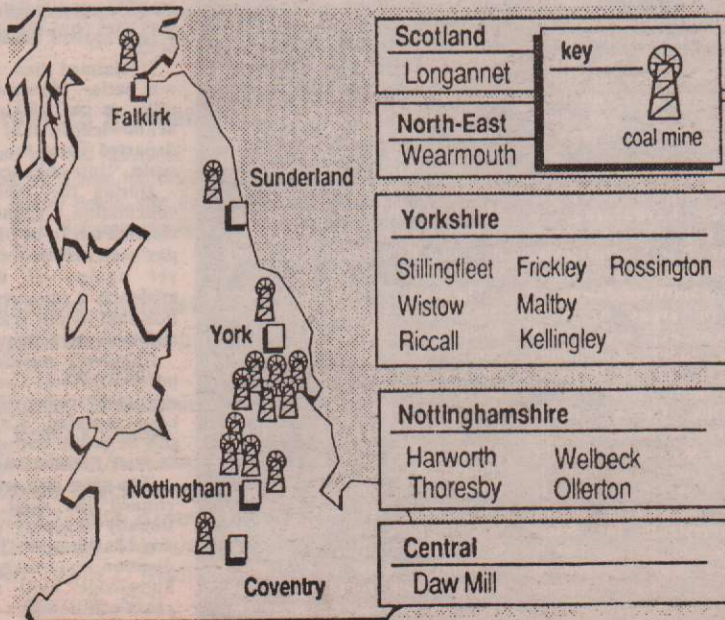 Falkirk
Sunderland
York
Nottingham
Coventry
Scotland
Longannet
key
coal mine
North-East
Wearmouth
Yorkshire
Stillingfleet Frickley Rossington
Wistow Maltby
Riccall Kellingley
Nottinghamshire
Harworth Welbeck
Thoresby Ollerton
Central
Daw Mill